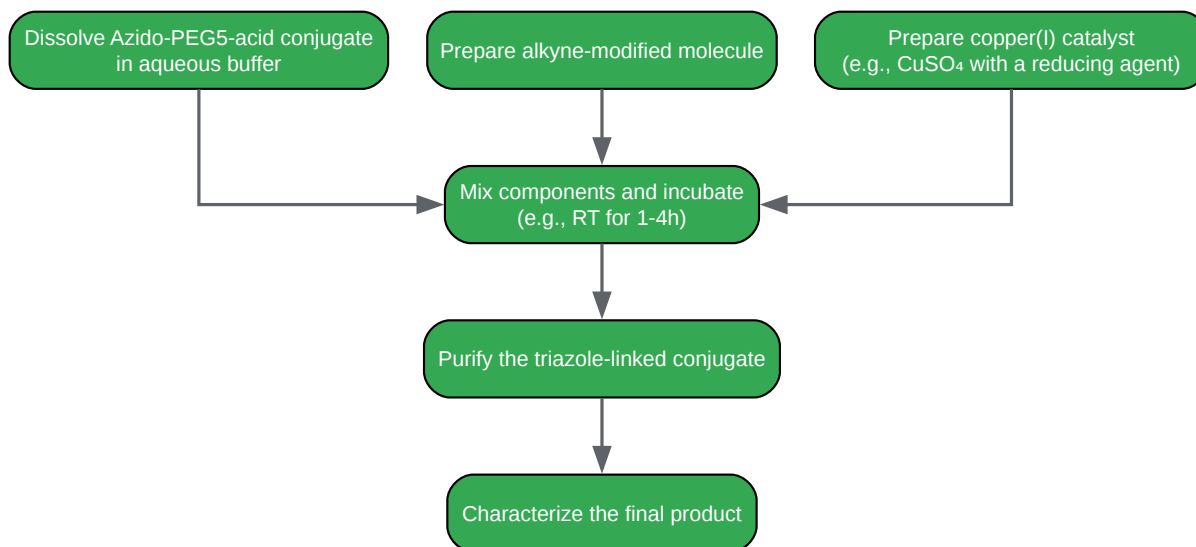 Dissolve Azido-PEG5-acid conjugate
in aqueous buffer
Prepare alkyne-modified molecule
Prepare copper(I) catalyst
(e.g., CuSO₄ with a reducing agent)
Mix components and incubate
(e.g., RT for 1-4h)
Purify the triazole-linked conjugate
Characterize the final product